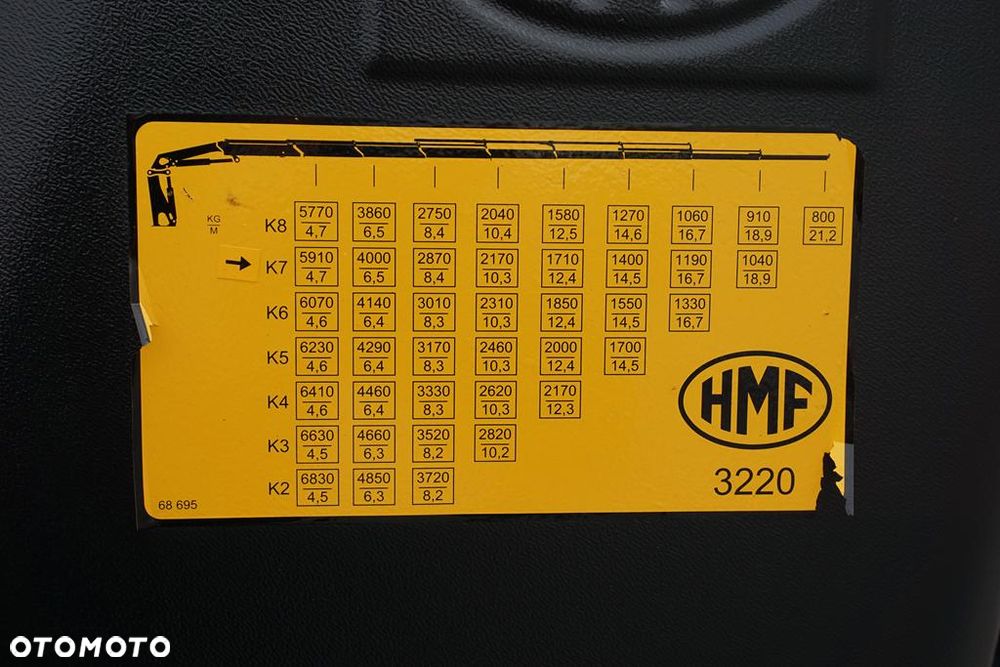 KG
M
K8 5770 3860 2750 2040 1580 1270 1060 910 800
4,7 6,5 8,4 10,4 12,5 14,6 16,7 18,9 21,2
K7 5910 4000 2870 2170 1710 1400 1190 1040
4,7 6,5 8,4 10,3 12,4 14,5 16,7 18,9
K6 6070 4140 3010 2310 1850 1550 1330
4,6 6,4 8,3 10,3 12,4 14,5 16,7
K5 6230 4290 3170 2460 2000 1700
4,6 6,4 8,3 10,3 12,4 14,5
K4 6410 4460 3330 2620 2170
4,6 6,4 8,3 10,3 12,3
K3 6630 4660 3520 2820
4,5 6,3 8,2 10,2
K2 6830 4850 3720
4,5 6,3 8,2
HMF
3220
68 695
OTOMOTO